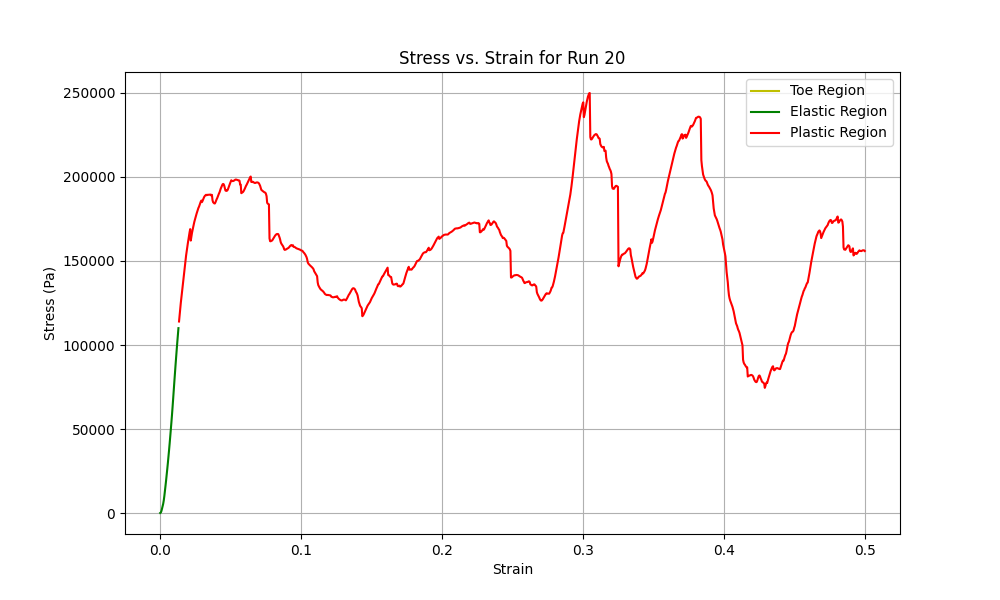 Stress vs. Strain for Run 20
Toe Region
Elastic Region
Plastic Region
250000
200000
150000
100000
50000
0
Stress (Pa)
0.0 0.1 0.2 0.3 0.4 0.5
Strain